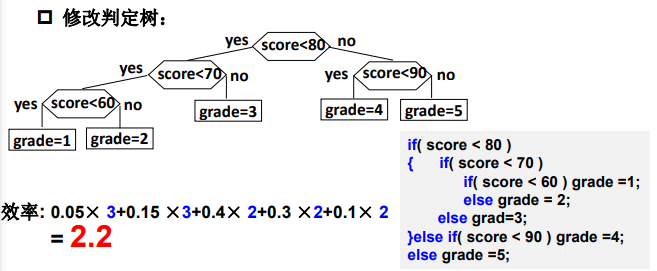 修改判定树：
yes score<80 no
yes score<70 no yes score<90 no
yes score<60 no grade=3 grade=4 grade=5
grade=1 grade=2
if( score < 80 )
{ if( score < 70 )
if( score < 60 ) grade =1;
else grade = 2;
else grad=3;
}else if( score < 90 ) grade =4;
else grade =5;
效率: 0.05× 3+0.15 ×3+0.4× 2+0.3 ×2+0.1× 2
= 2.2